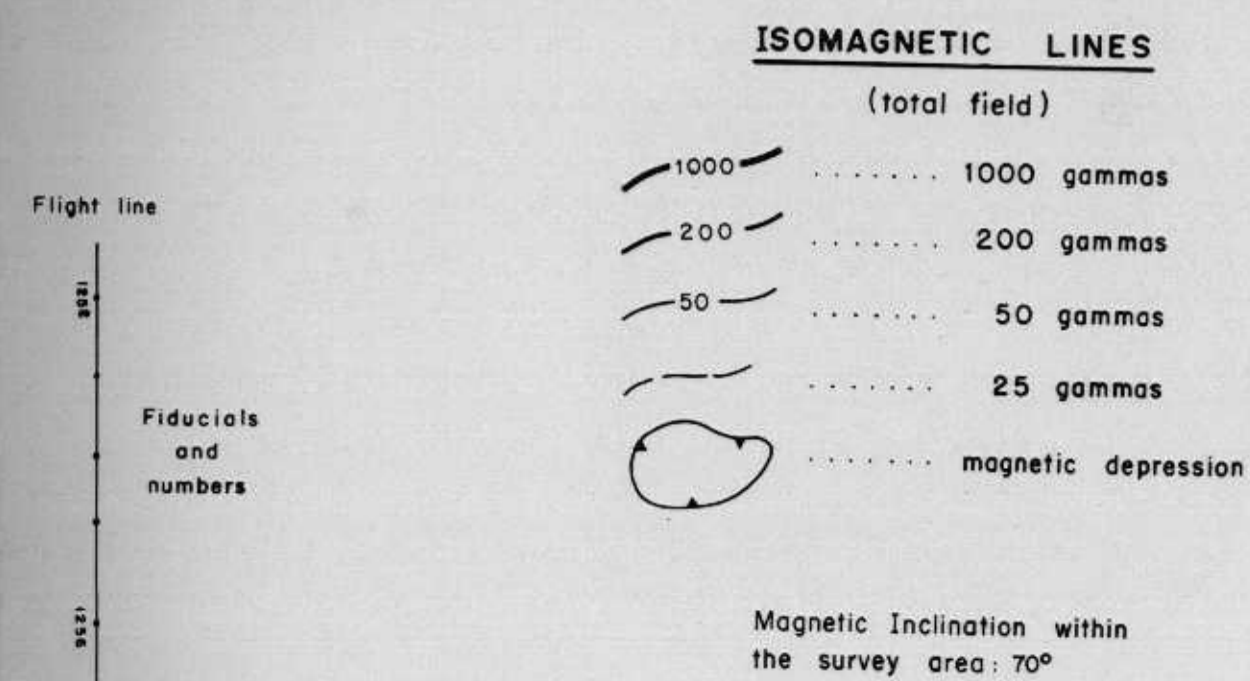 ISOMAGNETIC LINES
(total field)
1000 ....... 1000 gammas
200 ....... 200 gammas
50 ....... 50 gammas
....... 25 gammas
....... magnetic depression
Magnetic Inclination within
the survey area: 70°
Flight line
Fiducials
and
numbers
1256